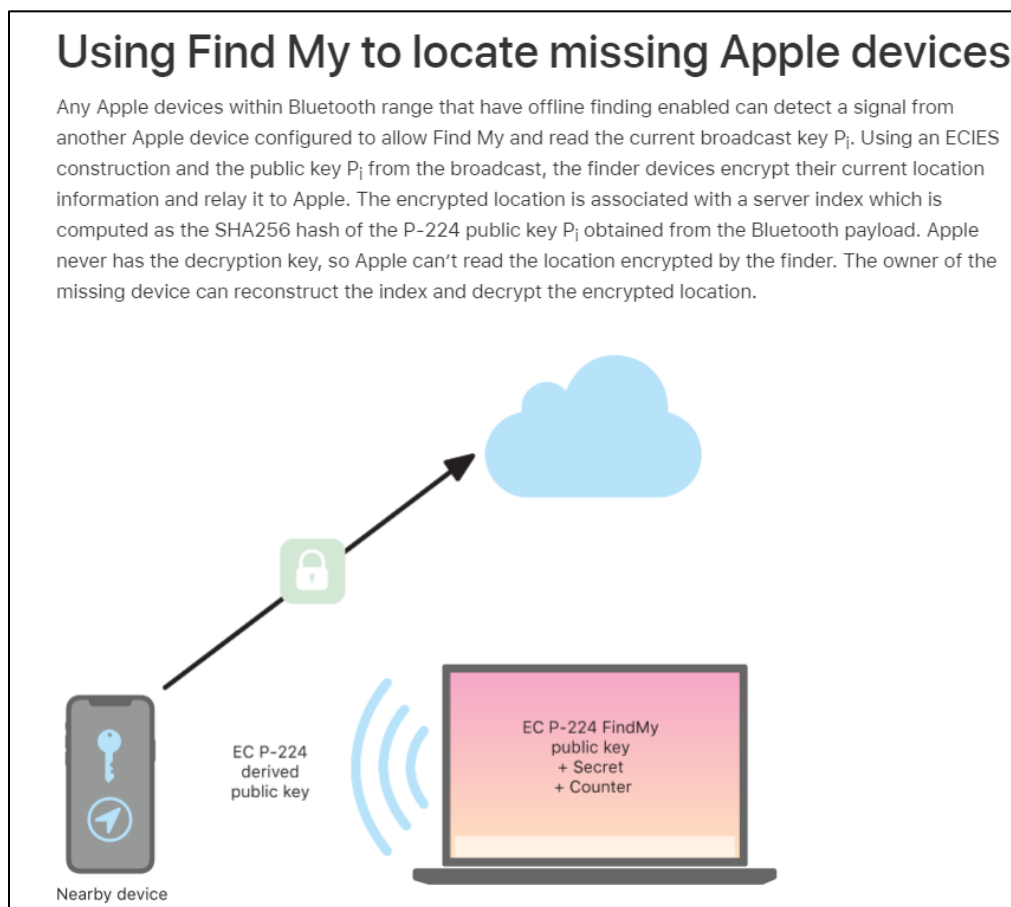 Using Find My to locate missing Apple devices
Any Apple devices within Bluetooth range that have offline finding enabled can detect a signal from
another Apple device configured to allow Find My and read the current broadcast key Pi. Using an ECIES
construction and the public key Pi from the broadcast, the finder devices encrypt their current location
information and relay it to Apple. The encrypted location is associated with a server index which is
computed as the SHA256 hash of the P-224 public key Pi obtained from the Bluetooth payload. Apple
never has the decryption key, so Apple can’t read the location encrypted by the finder. The owner of the
missing device can reconstruct the index and decrypt the encrypted location.
EC P-224 FindMy
public key
+ Secret
+ Counter
EC P-224
derived
public key
Nearby device